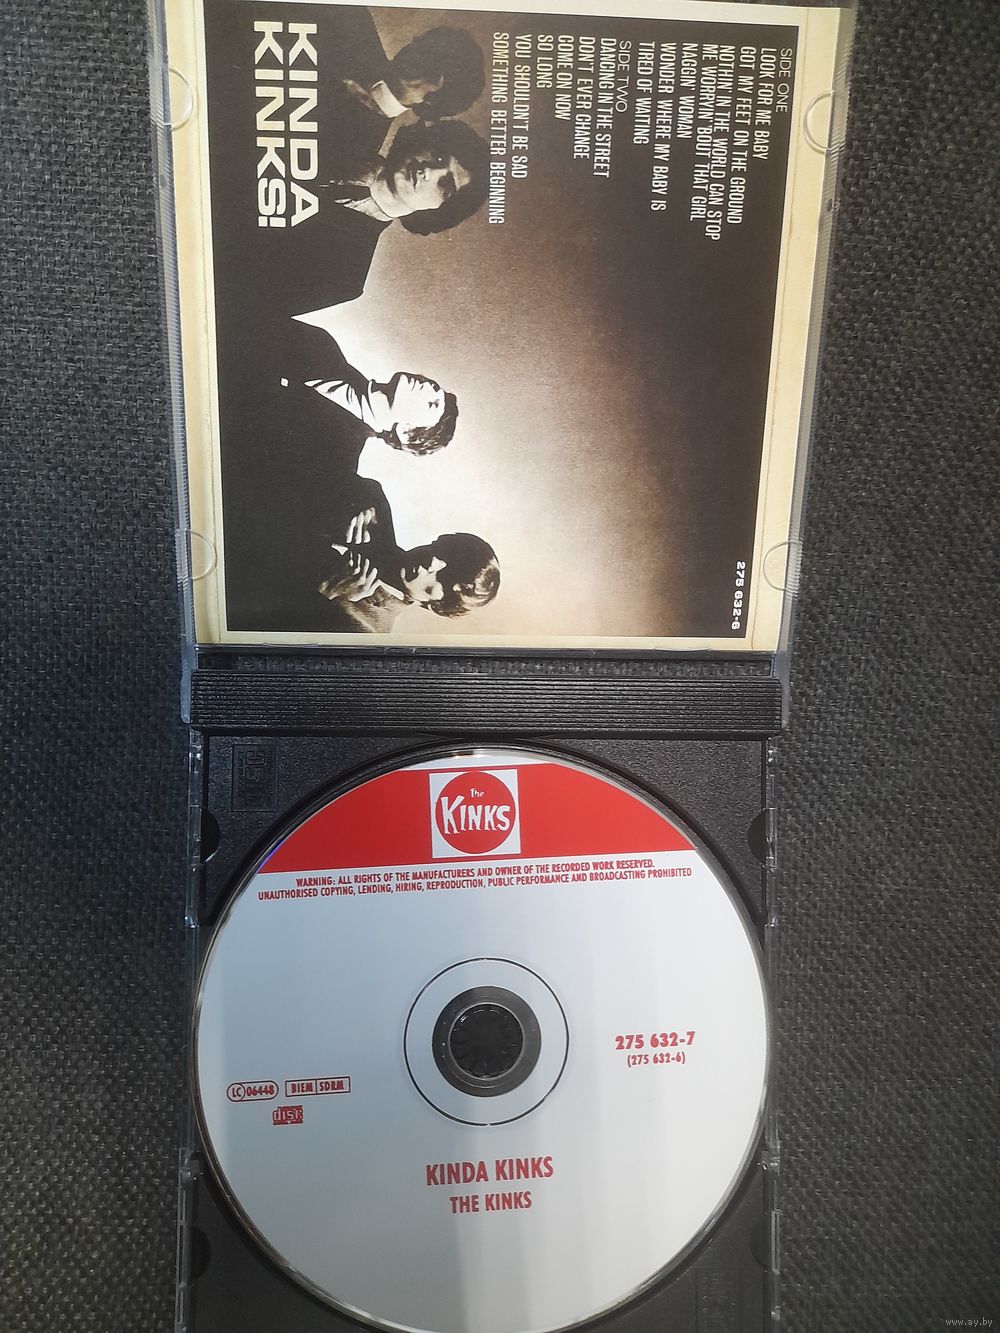 SIDE ONE
LOOK FOR ME BABY
GOT MY FEET ON THE GROUND
NOTHIN' IN THE WORLD CAN STOP
ME WORRYIN' 'BOUT THAT GIRL
NAGGIN' WOMAN
WONDER WHERE MY BABY IS
TIRED OF WAITING
SIDE TWO
DANCING IN THE STREET
DON'T EVER CHANGE
COME ON NOW
SO LONG
YOU SHOULDN'T BE SAD
SOMETHING BETTER BEGINNING
KINDA
KINKS!
275 632-6
The
KINKS
WARNING: ALL RIGHTS OF THE MANUFACTURERS AND OWNER OF THE RECORDED WORK RESERVED.
UNAUTHORISED COPYING, LENDING, HIRING, REPRODUCTION, PUBLIC PERFORMANCE AND BROADCASTING PROHIBITED
275 632-7
(275 632-6)
LC 06448 BIEM SDRM
disc
KINDA KINKS
THE KINKS
www.ay.by